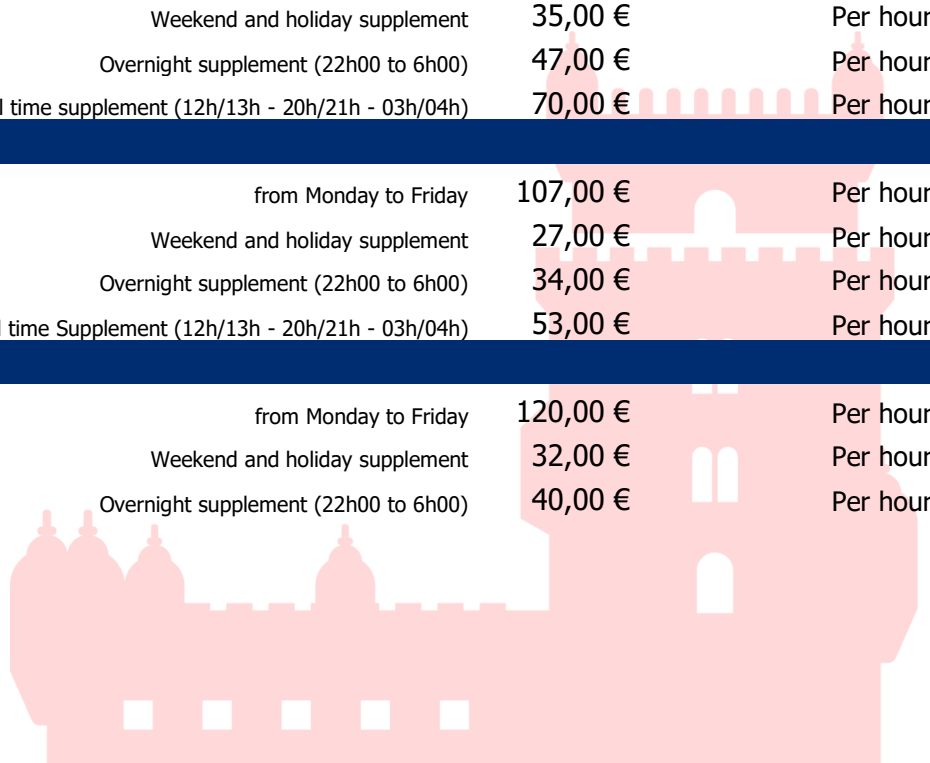 Weekend and holiday supplement 35,00 € Per hour
Overnight supplement (22h00 to 6h00) 47,00 € Per hour
time supplement (12h/13h - 20h/21h - 03h/04h) 70,00 € Per hour
from Monday to Friday 107,00 € Per hour
Weekend and holiday supplement 27,00 € Per hour
Overnight supplement (22h00 to 6h00) 34,00 € Per hour
time Supplement (12h/13h - 20h/21h - 03h/04h) 53,00 € Per hour
from Monday to Friday 120,00 € Per hour
Weekend and holiday supplement 32,00 € Per hour
Overnight supplement (22h00 to 6h00) 40,00 € Per hour